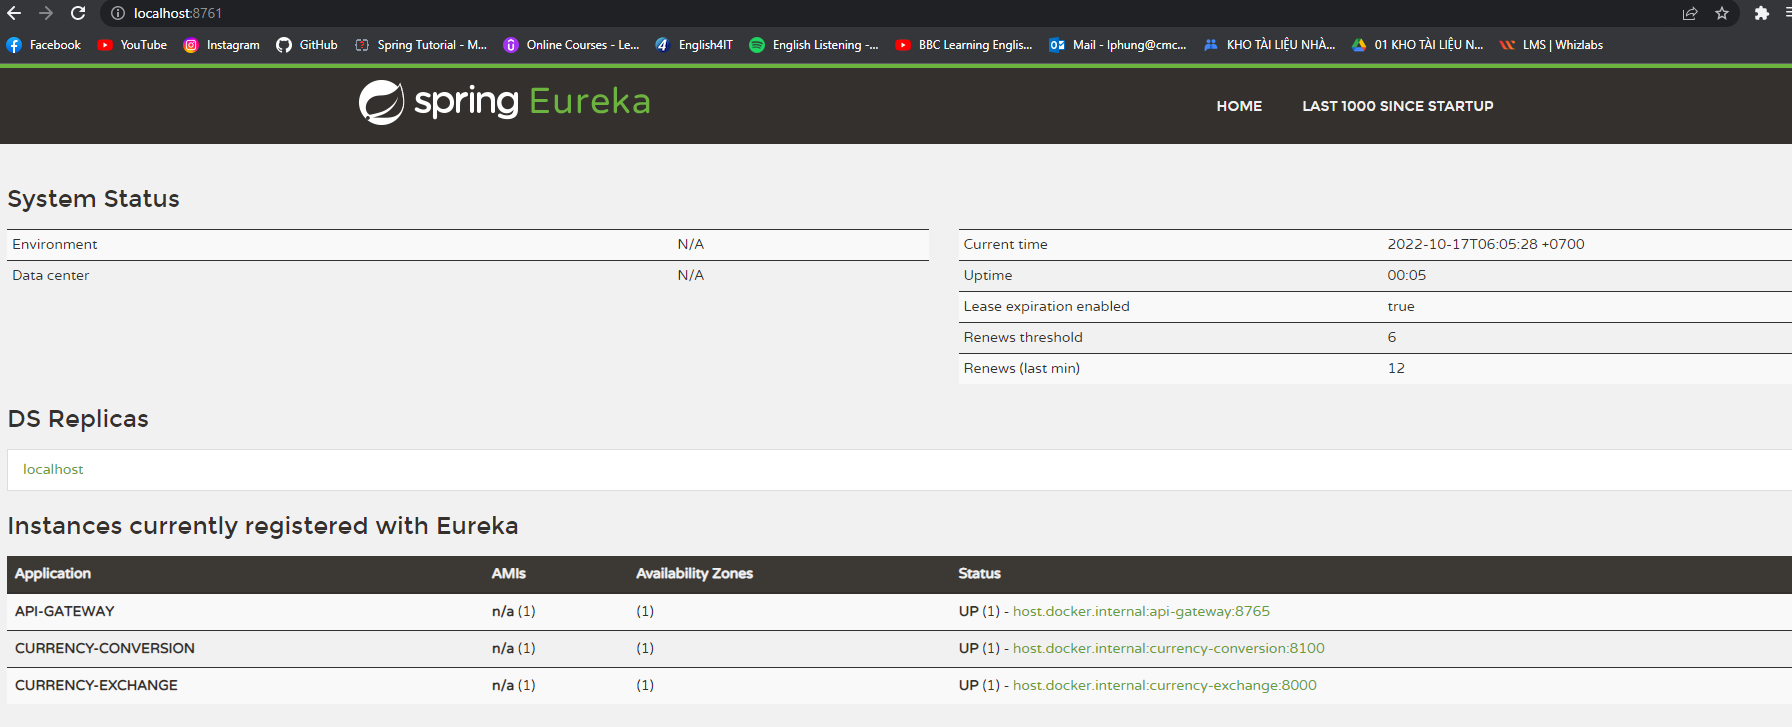 localhost:8761
Facebook YouTube Instagram GitHub Spring Tutorial - M... Online Courses - Le... English4IT English Listening -... BBC Learning Englis... Mail - lphung@cmc... KHO TÀI LIỆU NHÀ... 01 KHO TÀI LIỆU N... LMS | Whizlabs
spring Eureka HOME LAST 1000 SINCE STARTUP
System Status
Environment N/A
Data center N/A
Current time 2022-10-17T06:05:28 +0700
Uptime 00:05
Lease expiration enabled true
Renews threshold 6
Renews (last min) 12
DS Replicas
localhost
Instances currently registered with Eureka
Application AMIs Availability Zones Status
API-GATEWAY n/a (1) (1) UP (1) - host.docker.internal:api-gateway:8765
CURRENCY-CONVERSION n/a (1) (1) UP (1) - host.docker.internal:currency-conversion:8100
CURRENCY-EXCHANGE n/a (1) (1) UP (1) - host.docker.internal:currency-exchange:8000